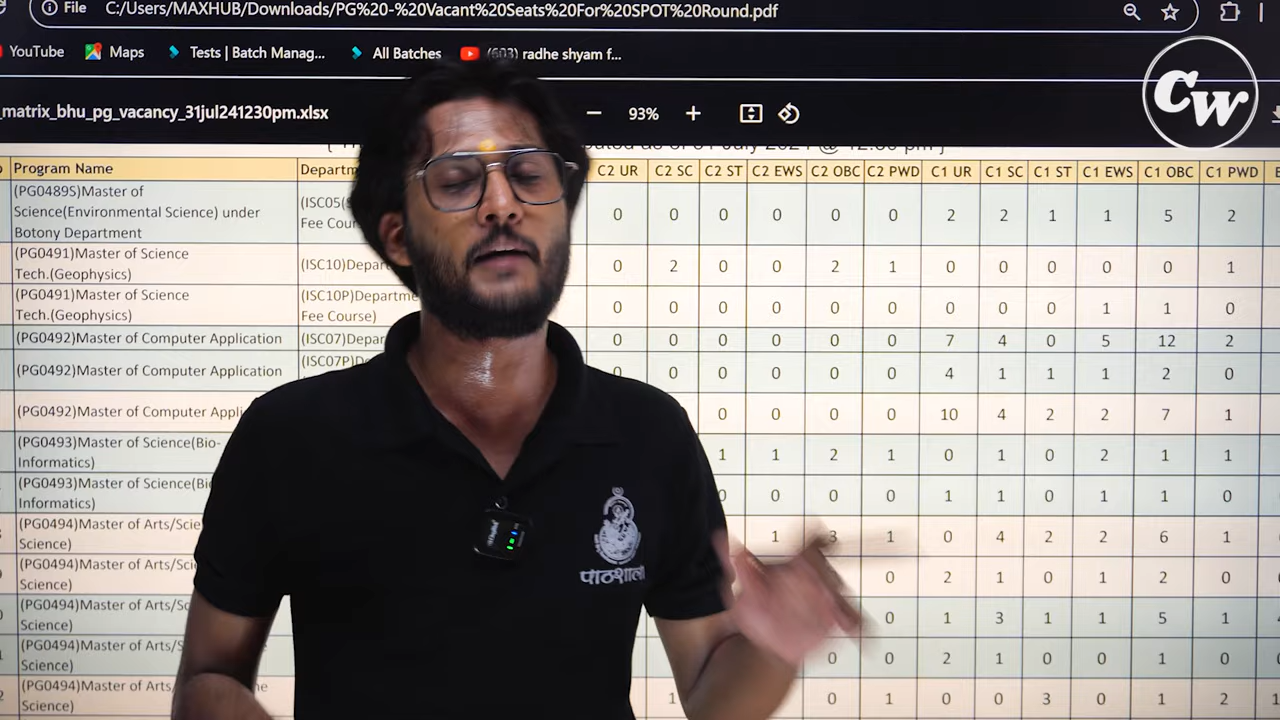 File C:/Users/MAXHUB/Downloads/PG%20-%20Vacant%20Seats%20For%20SPOT%20Round.pdf
YouTube Maps Tests | Batch Manag... All Batches (603) radhe shyam f...
CW
_matrix_bhu_pg_vacancy_31jul241230pm.xlsx 93%
Program Name C2 UR C2 SC C2 ST C2 EWS C2 OBC C2 PWD C1 UR C1 SC C1 ST C1 EWS C1 OBC C1 PWD
(PG0489S)Master of
Science(Environmental Science) under
Botony Department
(ISC05(
Fee Cour
0 0 0 0 0 0 2 2 1 1 5 2
(PG0491)Master of Science
Tech.(Geophysics)
(ISC10)Depar
0 2 0 0 2 1 0 0 0 0 0 1
(PG0491)Master of Science
Tech.(Geophysics)
(ISC10P)Departme
Fee Course)
0 0 0 0 0 0 0 0 0 1 1 0
(PG0492)Master of Computer Application (ISC07)Depar 0 0 0 0 0 0 7 4 0 5 12 2
(PG0492)Master of Computer Application (ISC07P)D 0 0 0 0 0 0 4 1 1 1 2 0
(PG0492)Master of Computer Appli 0 0 0 0 10 4 2 2 7 1
(PG0493)Master of Science(Bio-
Informatics)
1 1 2 1 0 1 0 2 1 1
(PG0493)Master of Science(Bi
Informatics)
0 0 0 0 1 1 0 1 1 0
(PG0494)Master of Arts/Scie
Science)
1 3 1 0 4 2 2 6 1
(PG0494)Master of Arts/Sci
Science)
0 2 1 0 1 2 0
(PG0494)Master of Arts/Sc
Science)
0 1 3 1 1 5 1
(PG0494)Master of Arts/S
Science)
0 0 2 1 0 0 1 0
(PG0494)Master of Arts
Science)
1 0 1 0 0 3 0 1 2
पाठशाला